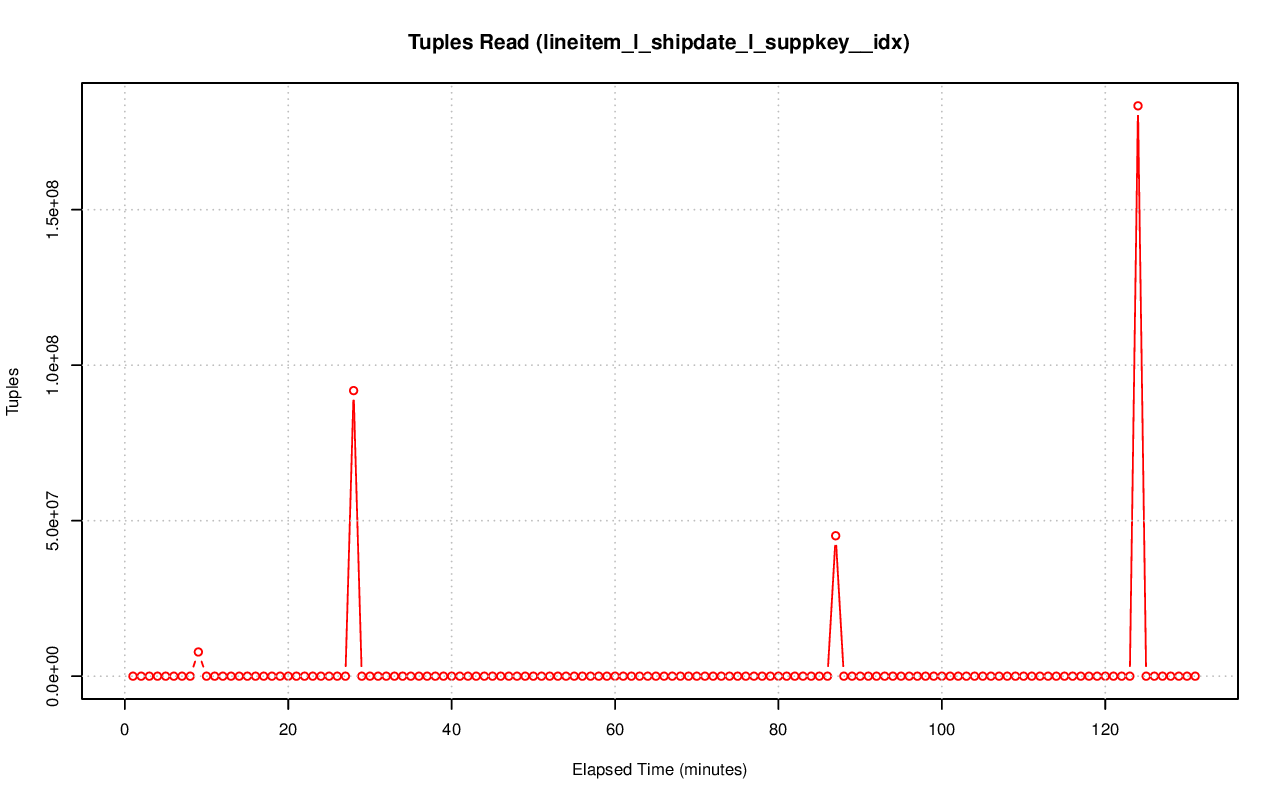 Tuples Read (lineitem_l_shipdate_l_suppkey__idx)
Tuples
1.5e+08
1.0e+08
5.0e+07
0.0e+00
0 20 40 60 80 100 120
Elapsed Time (minutes)